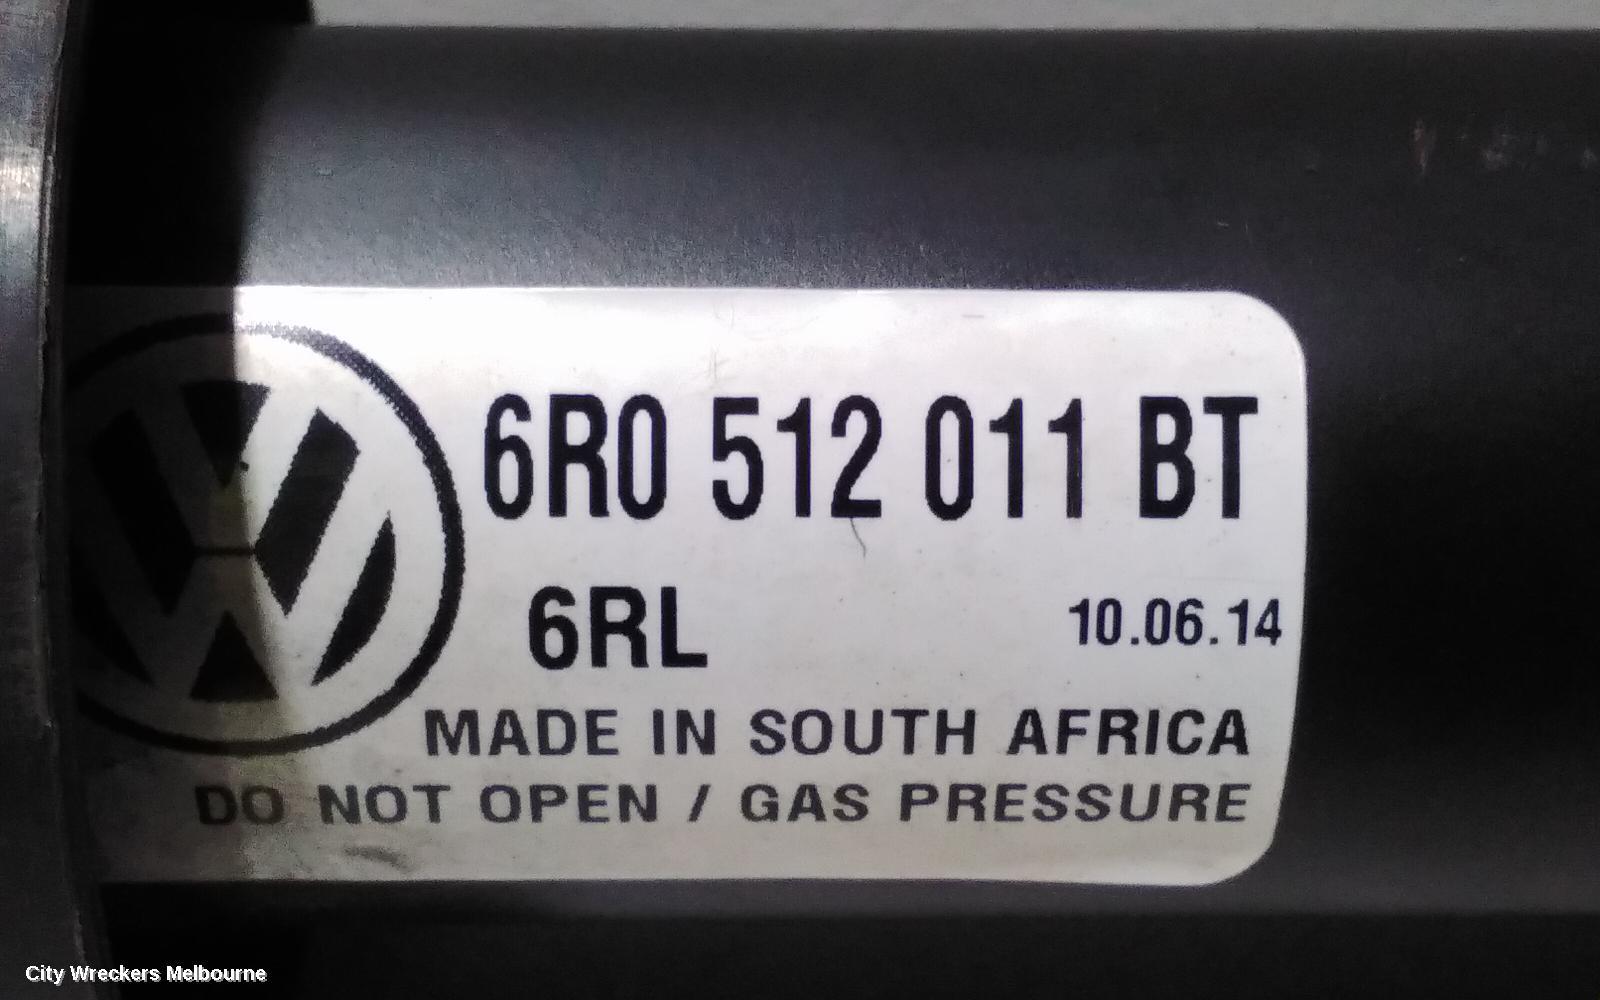 6R0 512 011 BT
6RL 10.06.14
MADE IN SOUTH AFRICA
DO NOT OPEN / GAS PRESSURE
City Wreckers Melbourne